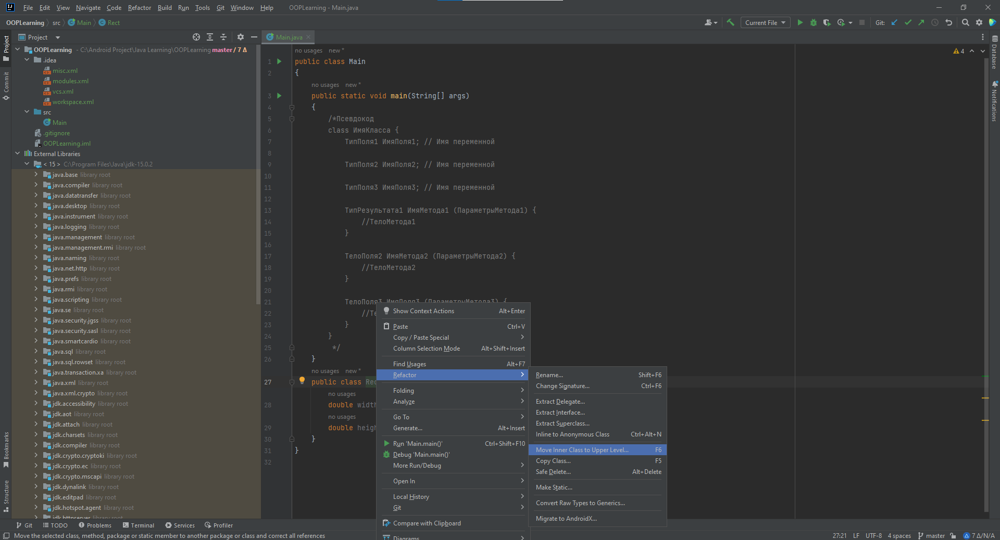 File Edit View Navigate Code Refactor Build Run Tools Git Window Help OOPLearning - Main.java
OOPLearning src Main Rect
Current File Git:
Project
Main.java
OOPLearning - C:\Android Project\Java Learning\OOPLearning master / 7 Δ
.idea
misc.xml
modules.xml
vcs.xml
workspace.xml
src
Main
.gitignore
OOPLearning.iml
External Libraries
< 15 > C:\Program Files\Java\jdk-15.0.2
java.base library root
java.compiler library root
java.datatransfer library root
java.desktop library root
java.instrument library root
java.logging library root
java.management library root
java.management.rmi library root
java.naming library root
java.net.http library root
java.prefs library root
java.rmi library root
java.scripting library root
java.se library root
java.security.jgss library root
java.security.sasl library root
java.smartcardio library root
java.sql library root
java.sql.rowset library root
java.transaction.xa library root
java.xml library root
java.xml.crypto library root
jdk.accessibility library root
jdk.aot library root
jdk.attach library root
jdk.charsets library root
jdk.compiler library root
jdk.crypto.cryptoki library root
jdk.crypto.ec library root
jdk.crypto.mscapi library root
jdk.dynalink library root
jdk.editpad library root
jdk.hotspot.agent library root
jdk.httpserver library root
Project
Commit
Bookmarks
Structure
no usages new *
1 public class Main
2 {
no usages new *
3 public static void main(String[] args)
4 {
5 /*Псевдокод
6 class ИмяКласса {
7 ТипПоля1 ИмяПоля1; // Имя переменной
8
9 ТипПоля2 ИмяПоля2; // Имя переменной
10
11 ТипПоля3 ИмяПоля3; // Имя переменной
12
13 ТипРезультата1 ИмяМетода1 (ПараметрыМетода1) {
14 //ТелоМетода1
15 }
16
17 ТелоПоля2 ИмяМетода2 (ПараметрыМетода2) {
18 //ТелоМетода2
19 }
20
21 ТелоПоля3 ИмяПоля3 (ПараметрыМетода3) {
22 //Те
23 }
24 }
25 */
26 }
no usages new *
27 public class Rec
no usages
28 double width
no usages
29 double heigh
30 }
31 }
32
4
Database
Notifications
Show Context Actions Alt+Enter
Paste Ctrl+V
Copy / Paste Special
Column Selection Mode Alt+Shift+Insert
Find Usages Alt+F7
Refactor
Folding
Analyze
Go To
Generate... Alt+Insert
Run 'Main.main()' Ctrl+Shift+F10
Debug 'Main.main()'
More Run/Debug
Open In
Local History
Git
Compare with Clipboard
Diagrams
Rename... Shift+F6
Change Signature... Ctrl+F6
Extract Delegate...
Extract Interface...
Extract Superclass...
Inline to Anonymous Class Ctrl+Alt+N
Move Inner Class to Upper Level... F6
Copy Class... F5
Safe Delete... Alt+Delete
Make Static...
Convert Raw Types to Generics...
Migrate to AndroidX...
Git TODO Problems Terminal Services Profiler
Move the selected class, method, package or static member to another package or class and correct all references
27:21 LF UTF-8 4 spaces master 7 Δ/N/A